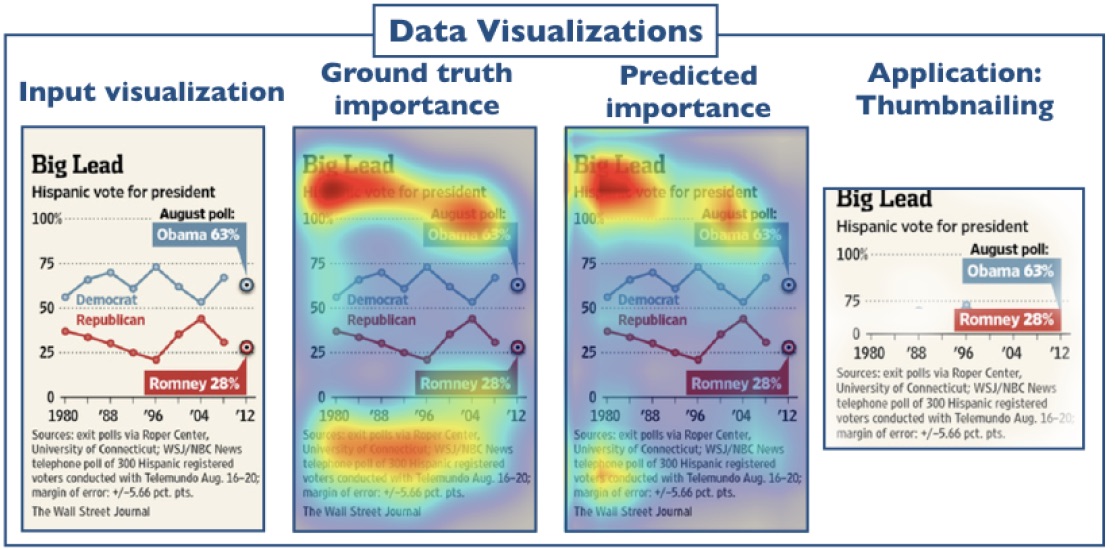 Data Visualizations
Input visualization
Ground truth
importance
Predicted
importance
Application:
Thumbnailing
Big Lead
Hispanic vote for president
100%
August poll:
Obama 63%
75
Democrat
50
Republican
25
Romney 28%
0
1980 '88 '96 '04 '12
Sources: exit polls via Roper Center,
University of Connecticut; WSJ/NBC News
telephone poll of 300 Hispanic registered
voters conducted with Telemundo Aug. 16–20;
margin of error: +/–5.66 pct. pts.
The Wall Street Journal
Big Lead
Hispanic vote for president
100%
August poll:
Obama 63%
75
Democrat
50
Republican
25
Romney 28%
0
1980 '88 '96 '04 '12
Sources: exit polls via Roper Center,
University of Connecticut; WSJ/NBC News
telephone poll of 300 Hispanic registered
voters conducted with Telemundo Aug. 16–20;
margin of error: +/–5.66 pct. pts.
The Wall Street Journal
Big Lead
Hispanic vote for president
100%
August poll:
Obama 63%
75
Democrat
50
Republican
25
Romney 28%
0
1980 '88 '96 '04 '12
Sources: exit polls via Roper Center,
University of Connecticut; WSJ/NBC News
telephone poll of 300 Hispanic registered
voters conducted with Telemundo Aug. 16–20;
margin of error: +/–5.66 pct. pts.
The Wall Street Journal
Big Lead
Hispanic vote for president
100%
August poll:
Obama 63%
75
Romney 28%
0
1980 '88 '96 '04 '12
Sources: exit polls via Roper Center,
University of Connecticut; WSJ/NBC News
telephone poll of 300 Hispanic registered
voters conducted with Telemundo Aug. 16–20;
margin of error: +/–5.66 pct. pts.